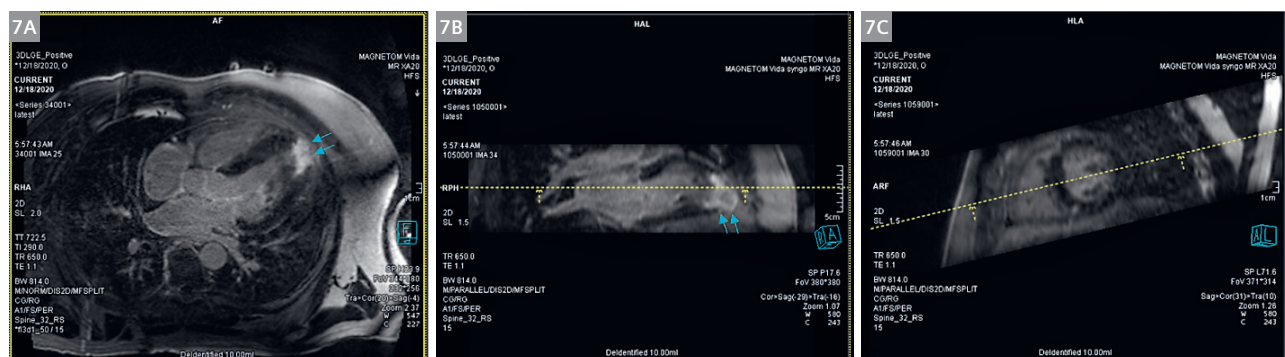 7A
AF
3DLGE_Positive
*12/18/2020, O
CURRENT
12/18/2020
<Series 34001>
latest
5:57:43 AM
34001 IMA 25
MAGNETOM Vida
MR XA20
HFS
RHA
2D
SL 2.0
1cm
F
TT 722.5
TI 290.0
TR 650.0
TE 1.1
BW 814.0
M/NORM/DIS2D/MFSPLIT
CG/RG
A1/FS/PER
Spine_32_RS
*fl3d1_50 / 15
Tra>Cor(20)>Sag(-4)
Zoom 2.37
W 547
C 227
Deldentified 10.00ml
7B
HAL
3DLGE_Positive
*12/18/2020, O
CURRENT
12/18/2020
<Series 1050001>
latest
5:57:44 AM
1050001 IMA 34
MAGNETOM Vida
MAGNETOM Vida syngo MR XA20
HFS
RPH
2D
SL 1.5
5cm
A
TR 650.0
TE 1.1
BW 814.0
M/PARALLEL/DIS2D/MFSPLIT
CG/RG
A1/FS/PER
Spine_32_RS
15
SP P17.6
FoV 380*380
Cor>Sag(-29)>Tra(-16)
Zoom 1.07
W 580
C 243
Deldentified 10.00ml
7C
HLA
3DLGE_Positive
*12/18/2020, O
CURRENT
12/18/2020
<Series 1059001>
latest
5:57:46 AM
1059001 IMA 30
MAGNETOM Vida
MAGNETOM Vida syngo MR XA20
HFS
ARF
2D
SL 1.5
1cm
A L
TR 650.0
TE 1.1
BW 814.0
M/PARALLEL/DIS2D/MFSPLIT
CG/RG
A1/FS/PER
Spine_32_RS
15
SP L71.6
FoV 371*314
Sag>Cor(31)>Tra(10)
Zoom 1.26
W 580
C 243
Deldentified 10.00ml